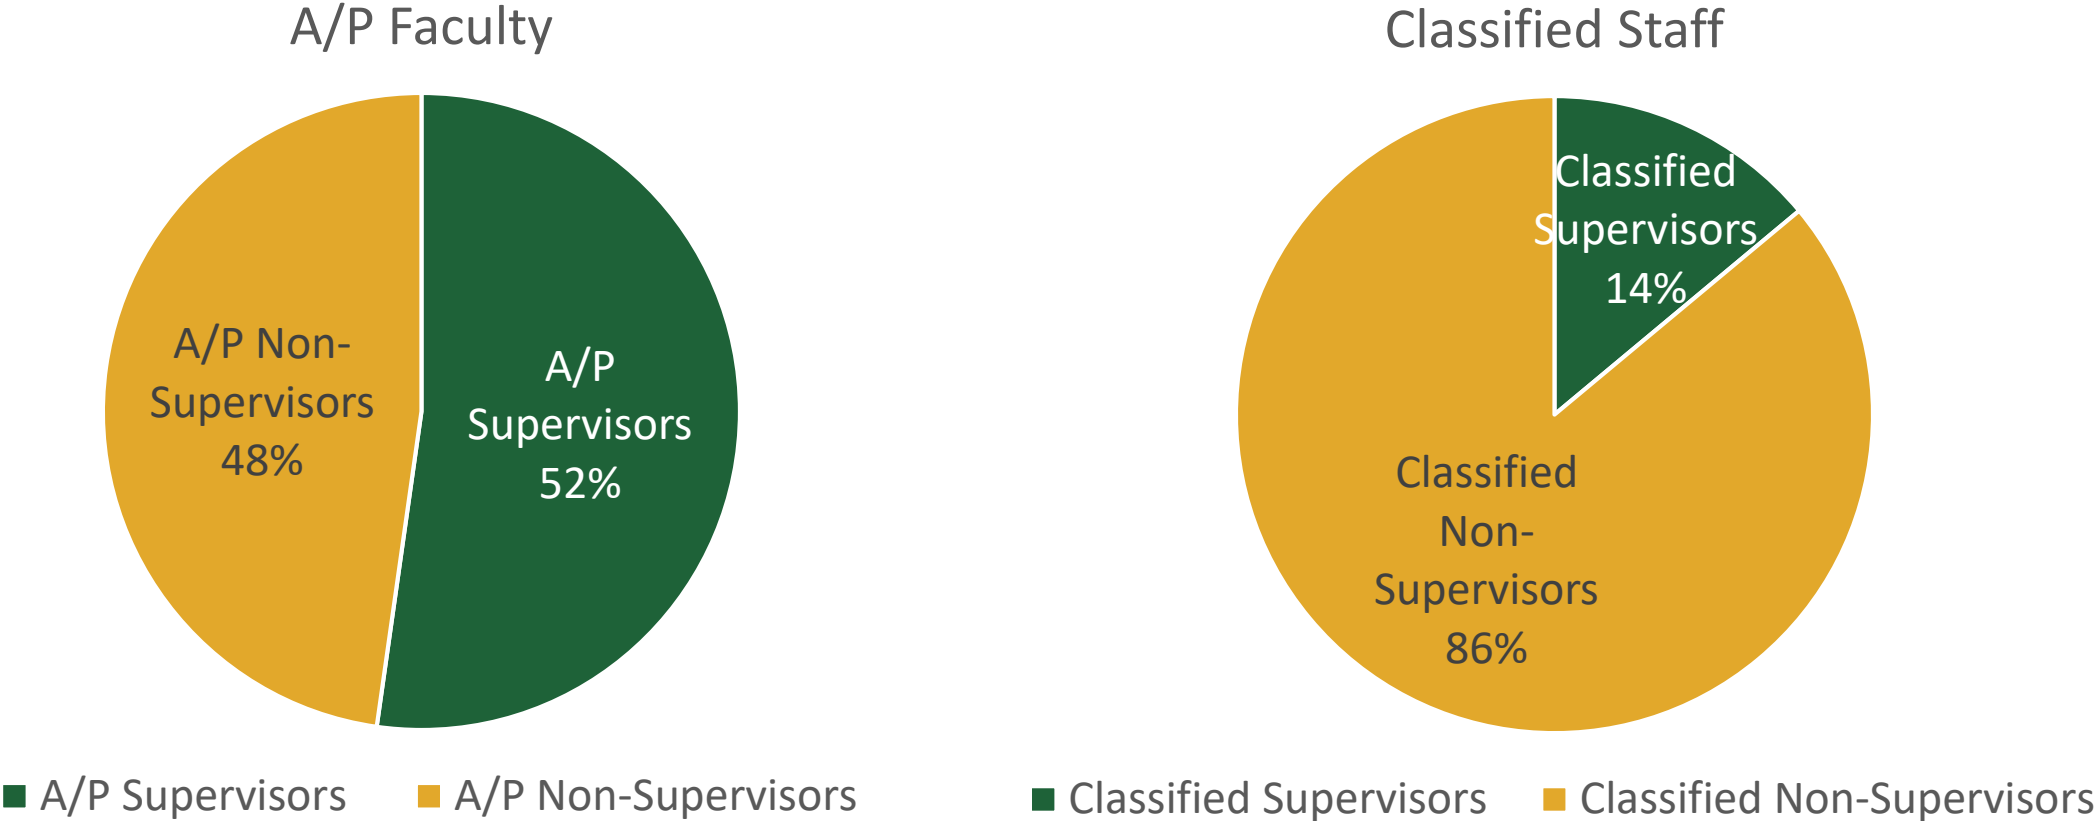 A/P Faculty
A/P Non-
Supervisors
48%
A/P
Supervisors
52%
A/P Supervisors
A/P Non-Supervisors
Classified Staff
Classified
Supervisors
14%
Classified
Non-
Supervisors
86%
Classified Supervisors
Classified Non-Supervisors